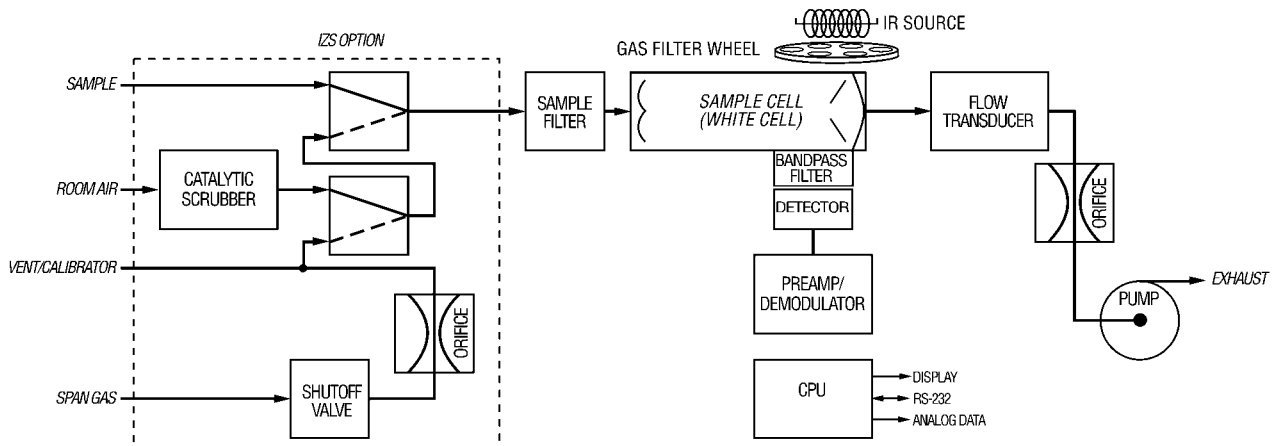 IR SOURCE
IZS OPTION
GAS FILTER WHEEL
SAMPLE
SAMPLE
FILTER
SAMPLE CELL
(WHITE CELL)
FLOW
TRANSDUCER
BANDPASS
FILTER
ROOM AIR
CATALYTIC
SCRUBBER
DETECTOR
ORIFICE
VENT/CALIBRATOR
PREAMP/
DEMODULATOR
EXHAUST
PUMP
ORIFICE
SPAN GAS
SHUTOFF
VALVE
CPU
DISPLAY
RS-232
ANALOG DATA